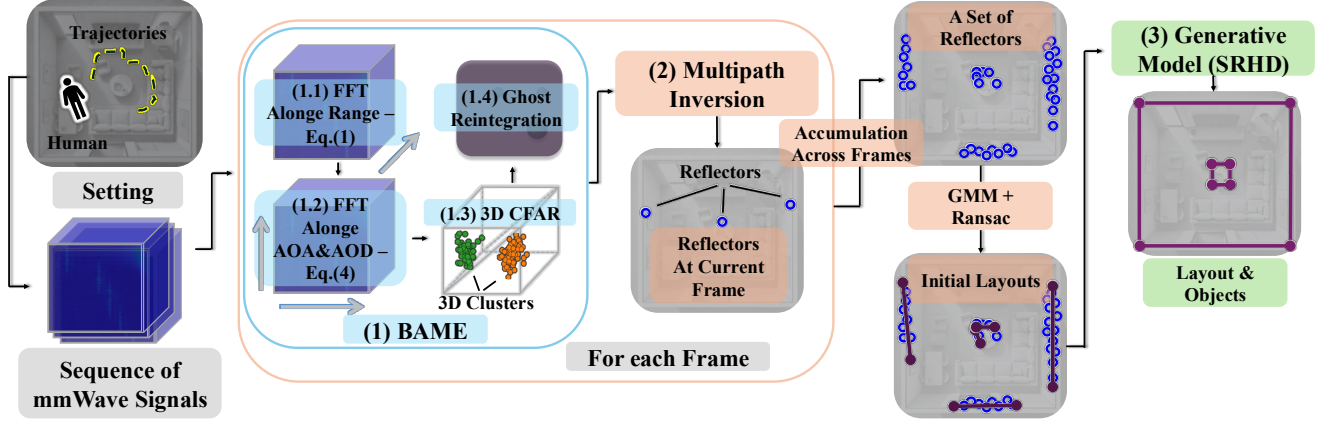 Trajectories
Human
Setting
Sequence of
mmWave Signals
(1.1) FFT
Alonge Range –
Eq.(1)
(1.2) FFT
Alonge
AOA&AOD –
Eq.(4)
(1.3) 3D CFAR
3D Clusters
(1.4) Ghost
Reintegration
(1) BAME
For each Frame
(2) Multipath
Inversion
Reflectors
Reflectors
At Current
Frame
Accumulation
Across Frames
A Set of
Reflectors
GMM +
Ransac
Initial Layouts
(3) Generative
Model (SRHD)
Layout &
Objects